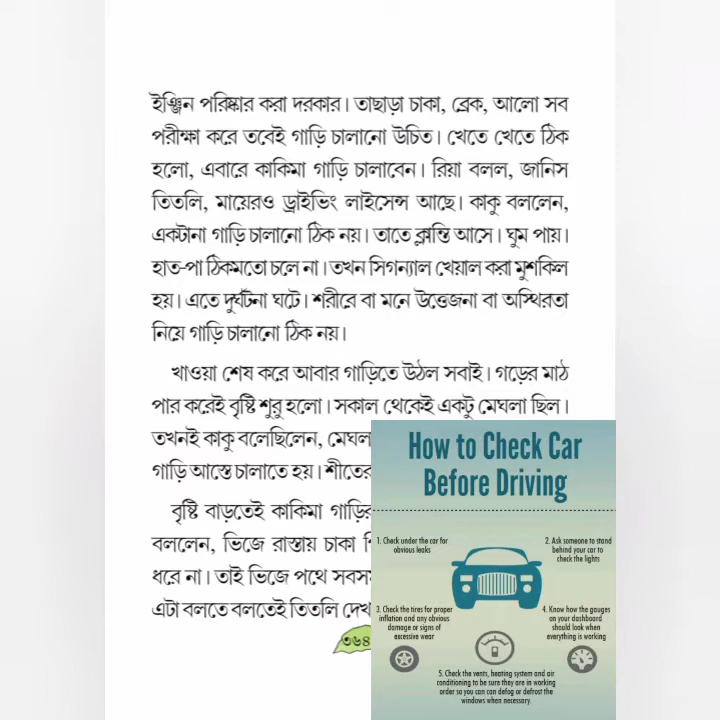 ইঞ্জিন পরিষ্কার করা দরকার। তাছাড়া চাকা, ব্রেক, আলো সব
পরীক্ষা করে তবেই গাড়ি চালানো উচিত। খেতে খেতে ঠিক
হলো, এবারে কাকিমা গাড়ি চালাবেন। রিয়া বলল, জানিস
তিতলি, মায়েরও ড্রাইভিং লাইসেন্স আছে। কাকু বললেন,
একটানা গাড়ি চালানো ঠিক নয়। তাতে ক্লান্তি আসে। ঘুম পায়।
হাত-পা ঠিকমতো চলে না। তখন সিগন্যাল খেয়াল করা মুশকিল
হয়। এতে দুর্ঘটনা ঘটে। শরীরে বা মনে উত্তেজনা বা অস্থিরতা
নিয়ে গাড়ি চালানো ঠিক নয়।
খাওয়া শেষ করে আবার গাড়িতে উঠল সবাই। গড়ের মাঠ
পার করেই বৃষ্টি শুরু হলো। সকাল থেকেই একটু মেঘলা ছিল।
তখনই কাকু বলেছিলেন, মেঘল
গাড়ি আস্তে চালাতে হয়। শীতের
বৃষ্টি বাড়তেই কাকিমা গাড়ির
বললেন, ভিজে রাস্তায় চাকা
ধরে না। তাই ভিজে পথে সবসম
এটা বলতে বলতেই তিতলি দেখ
৩৬৪
How to Check Car
Before Driving
1. Check under the car for
obvious leaks
2. Ask someone to stand
behind your car to
check the lights
3. Check the tires for proper
inflation and any obvious
damage or signs of
excessive wear
4. Know how the gauges
on your dashboard
should look when
everything is working
5. Check the vents, heating system and air
conditioning to be sure they are in working
order so you can can defog or defrost the
windows when necessary.